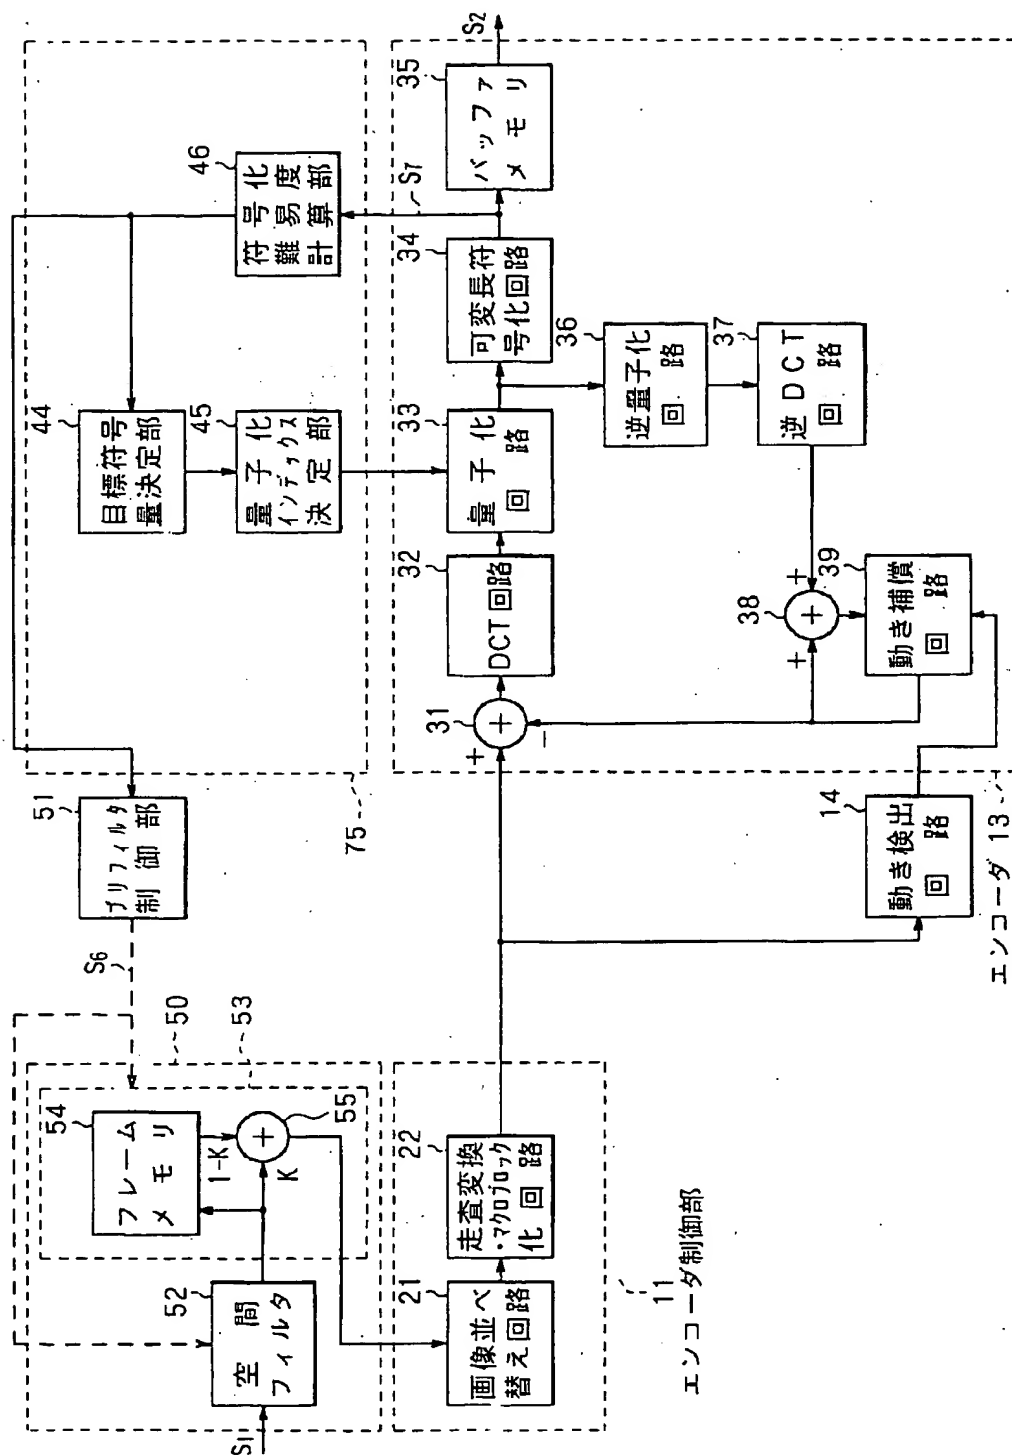 S1
空間
フィルタ
52
フレーム
メモリ
54
1-K
K
+
55
53
50
S6
プリフィルタ
制御部
51
画像並べ
替え回路
21
走査変換
・マクロブロック
化回路
22
11
エンコーダ制御部
目標符号
量決定部
44
量子化
インデックス
決定部
45
符号化
難易度
計算部
46
75
+
-
+
31
DCT回路
32
量子化
回路
33
可変長符
号化回路
34
S7
バッファ
メモリ
35
S2
逆量子化
回路
36
逆DCT
回路
37
+
+
+
38
動き補償
回路
39
動き検出
回路
14
エンコーダ 13